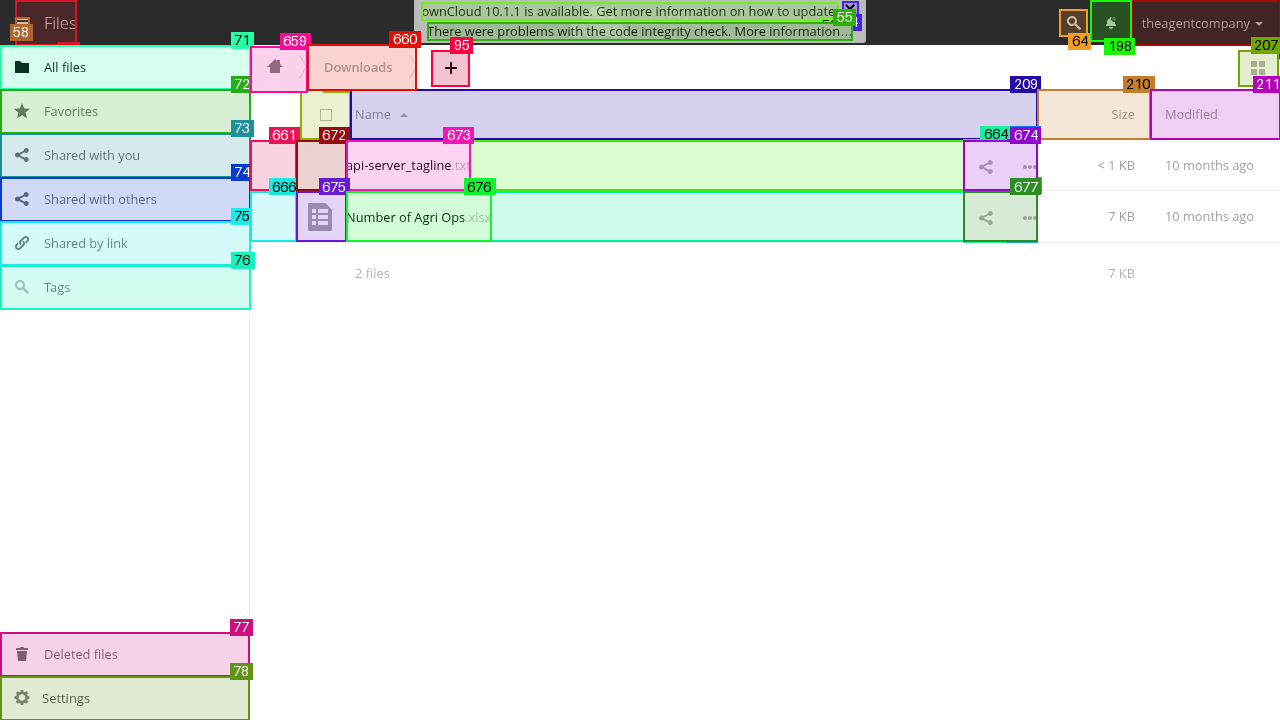 ownCloud 10.1.1 is available. Get more information on how to update
There were problems with the code integrity check. More information…
55
58
Files
64
198
theagentcompany
207
71
All files
659
660
Downloads
95
+
72
Favorites
209
Name
210
Size
211
Modified
73
Shared with you
661
672
673
api-server_tagline.txt
664
674
< 1 KB
10 months ago
74
Shared with others
666
675
676
Number of Agri Ops.xlsx
677
7 KB
10 months ago
75
Shared by link
76
Tags
2 files
7 KB
77
Deleted files
78
Settings